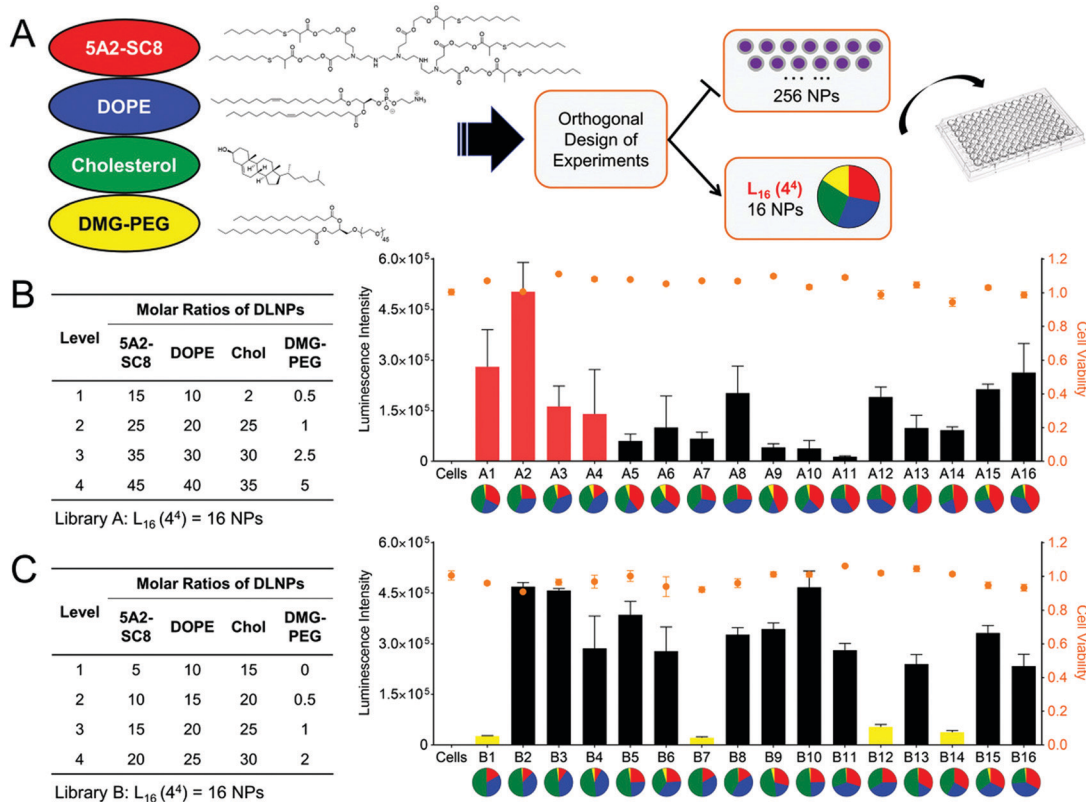 A
5A2-SC8
DOPE
Cholesterol
DMG-PEG
Orthogonal
Design of
Experiments
256 NPs
L16 (4^4)
16 NPs
B
Molar Ratios of DLNPs
Level 5A2-SC8 DOPE Chol DMG-PEG
1 15 10 2 0.5
2 25 20 25 1
3 35 30 30 2.5
4 45 40 35 5
Library A: L16 (4^4) = 16 NPs
Luminescence Intensity
6.0×10^5
4.5×10^5
3.0×10^5
1.5×10^5
0
1.2
1.0
0.8
0.6
0.4
0.2
0
Cell Viability
Cells A1 A2 A3 A4 A5 A6 A7 A8 A9 A10 A11 A12 A13 A14 A15 A16
C
Molar Ratios of DLNPs
Level 5A2-SC8 DOPE Chol DMG-PEG
1 5 10 15 0
2 10 15 20 0.5
3 15 20 25 1
4 20 25 30 2
Library B: L16 (4^4) = 16 NPs
Luminescence Intensity
6.0×10^5
4.5×10^5
3.0×10^5
1.5×10^5
0
1.2
1.0
0.8
0.6
0.4
0.2
0.0
Cell Viability
Cells B1 B2 B3 B4 B5 B6 B7 B8 B9 B10 B11 B12 B13 B14 B15 B16